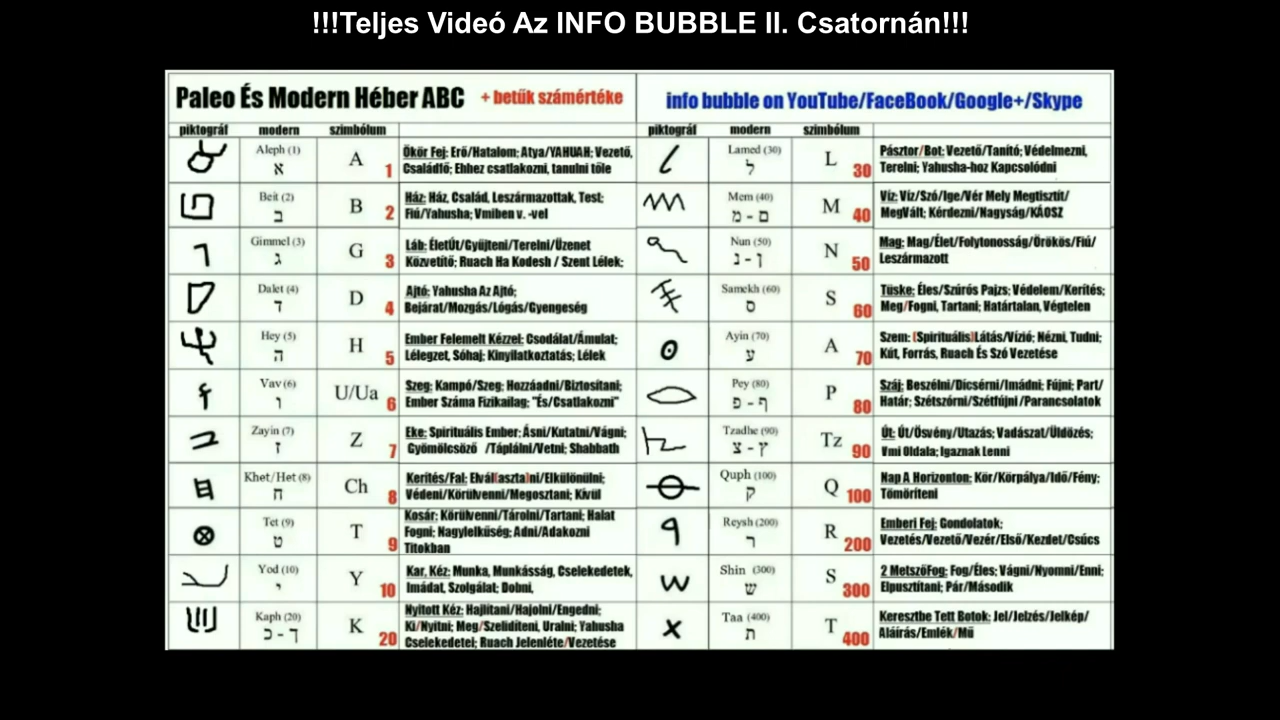 !!!Teljes Videó Az INFO BUBBLE II. Csatornán!!!
Paleo És Modern Héber ABC + betűk számértéke
info bubble on YouTube/FaceBook/Google+/Skype
piktográf modern szimbólum
Aleph (1) א A 1 Ökör Fej: Erő/Hatalom; Atya/YAHUAH; Vezető,
Családfő; Ehhez csatlakozni, tanulni tőle
Beit (2) ב B 2 Ház: Ház, Család, Leszármazottak, Test;
Fiú/Yahusha; Vmiben v. -vel
Gimmel (3) ג G 3 Láb: ÉletÚt/Gyűjteni/Terelni/Üzenet
Közvetítő; Ruach Ha Kodesh / Szent Lélek;
Dalet (4) ד D 4 Ajtó: Yahusha Az Ajtó;
Bejárat/Mozgás/Lógás/Gyengeség
Hey (5) ה H 5 Ember Felemelt Kézzel: Csodálat/Ámulat;
Lélegzet, Sóhaj; Kinyilatkoztatás; Lélek
Vav (6) ו U/Ua 6 Szeg: Kampó/Szeg; Hozzáadni/Biztosítani;
Ember Száma Fizikailag; "És/Csatlakozni"
Zayin (7) ז Z 7 Eke: Spirituális Ember; Ásni/Kutatni/Vágni;
Gyömölcsöző /Táplálni/Vetni; Shabbath
Khet/Het (8) ח Ch 8 Kerítés/Fal: Elvál(aszta)ni/Elkülönülni;
Védeni/Körülvenni/Megosztani; Kívül
Tet (9) ט T 9 Kosár: Körülvenni/Tárolni/Tartani; Halat
Fogni; Nagylelkűség; Adni/Adakozni
Titokban
Yod (10) י Y 10 Kar, Kéz: Munka, Munkásság, Cselekedetek,
Imádat, Szolgálat; Dobni,
Kaph (20) כ - ך K 20 Nyitott Kéz: Hajlítani/Hajolni/Engedni;
Ki/Nyitni; Meg/Szelidíteni, Uralni; Yahusha
Cselekedetei; Ruach Jelenléte/Vezetése
piktográf modern szimbólum
Lamed (30) ל L 30 Pásztor/Bot: Vezető/Tanító; Védelmezni,
Terelni; Yahusha-hoz Kapcsolódni
Mem (40) מ - ם M 40 Víz: Víz/Szó/Ige/Vér Mely Megtisztít/
MegVált; Kérdezni/Nagyság/KÁOSZ
Nun (50) נ - ן N 50 Mag: Mag/Élet/Folytonosság/Örökös/Fiú/
Leszármazott
Samekh (60) ס S 60 Tüske: Éles/Szúrós Pajzs; Védelem/Kerítés;
Meg/Fogni, Tartani; Határtalan, Végtelen
Ayin (70) ע A 70 Szem: (Spirituális)Látás/Vízió; Nézni, Tudni;
Kút, Forrás, Ruach És Szó Vezetése
Pey (80) פ - ף P 80 Száj: Beszélni/Dícsérni/Imádni; Fújni; Part/
Határ; Szétszórni/Szétfújni/Parancsolatok
Tzadhe (90) צ - ץ Tz 90 Út: Út/Ösvény/Utazás; Vadászat/Üldözés;
Vmi Oldala; Igaznak Lenni
Quph (100) ק Q 100 Nap A Horizonton: Kör/Körpálya/Idő/Fény;
Tömöríteni
Reysh (200) ר R 200 Emberi Fej: Gondolatok;
Vezetés/Vezető/Vezér/Első/Kezdet/Csúcs
Shin (300) ש S 300 2 MetszőFog: Fog/Éles; Vágni/Nyomni/Enni;
Elpusztítani; Pár/Második
Taa (400) ת T 400 Keresztbe Tett Botok: Jel/Jelzés/Jelkép/
Aláírás/Emlék/Mű